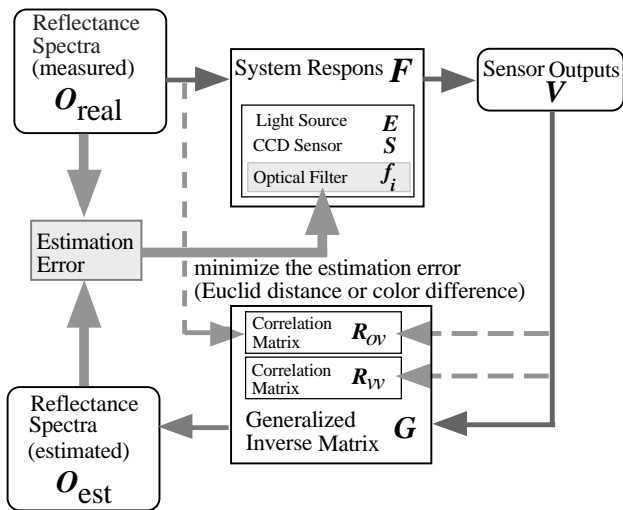 Reflectance
Spectra
(measured)
O real
System Respons F
Light Source E
CCD Sensor S
Optical Filter f i
Sensor Outputs
V
Estimation
Error
minimize the estimation error
(Euclid distance or color difference)
Correlation
Matrix R OV
Correlation
Matrix R VV
Generalized
Inverse Matrix G
Reflectance
Spectra
(estimated)
O est